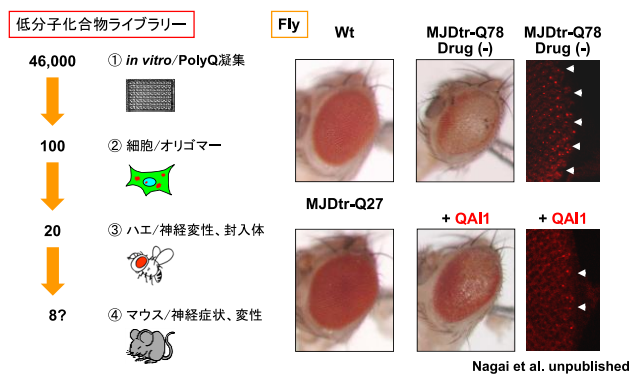 低分子化合物ライブラリー
46,000
① in vitro/PolyQ凝集
100
② 細胞/オリゴマー
20
③ ハエ/神経変性、封入体
8?
④ マウス/神経症状、変性
Fly
Wt
MJDtr-Q78
Drug (-)
MJDtr-Q78
Drug (-)
MJDtr-Q27
+ QAI1
+ QAI1
Nagai et al. unpublished